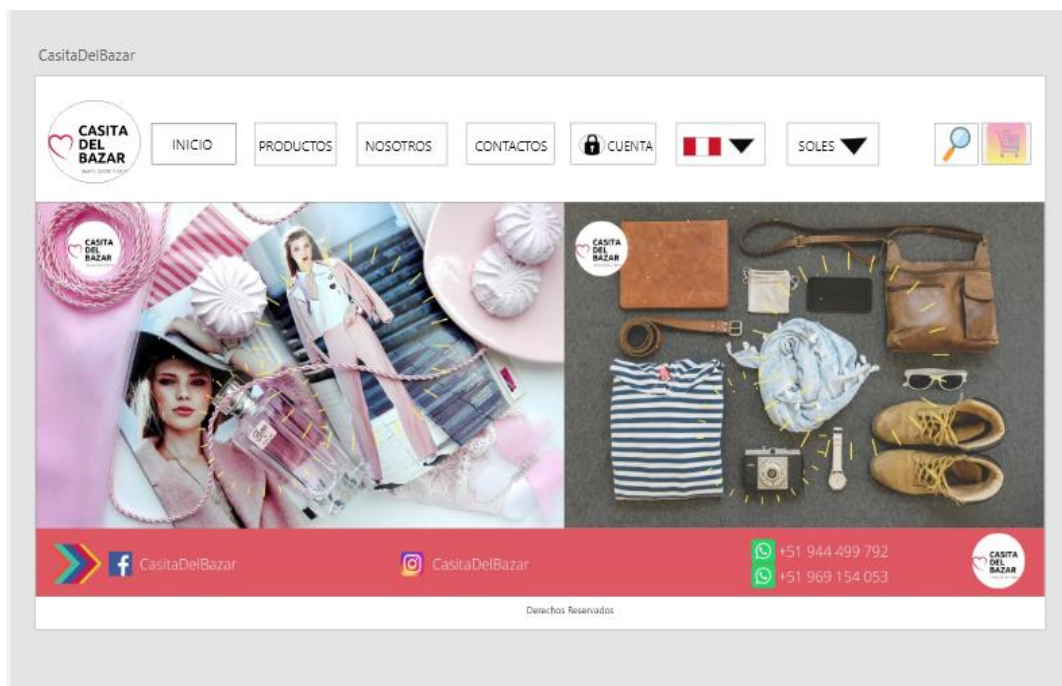 CasitaDelBazar
CASITA
DEL
BAZAR
INICIO
PRODUCTOS
NOSOTROS
CONTACTOS
CUENTA
SOLES
CASITA
DEL
BAZAR
CASITA
DEL
BAZAR
CasitaDelBazar
CasitaDelBazar
+51 944 499 792
+51 969 154 053
CASITA
DEL
BAZAR
Derechos Reservados